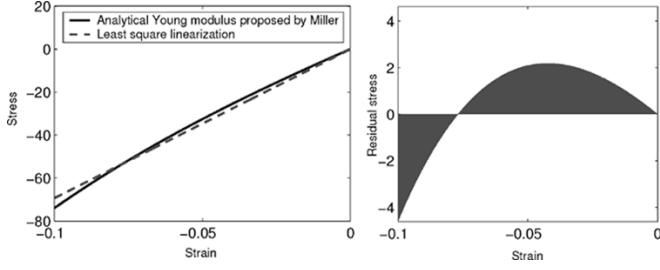 20
0
−20
−40
−60
−80
Stress
Analytical Young modulus proposed by Miller
Least square linearization
−0.1
−0.05
0
Strain
4
2
0
−2
−4
Residual stress
−0.1
−0.05
0
Strain